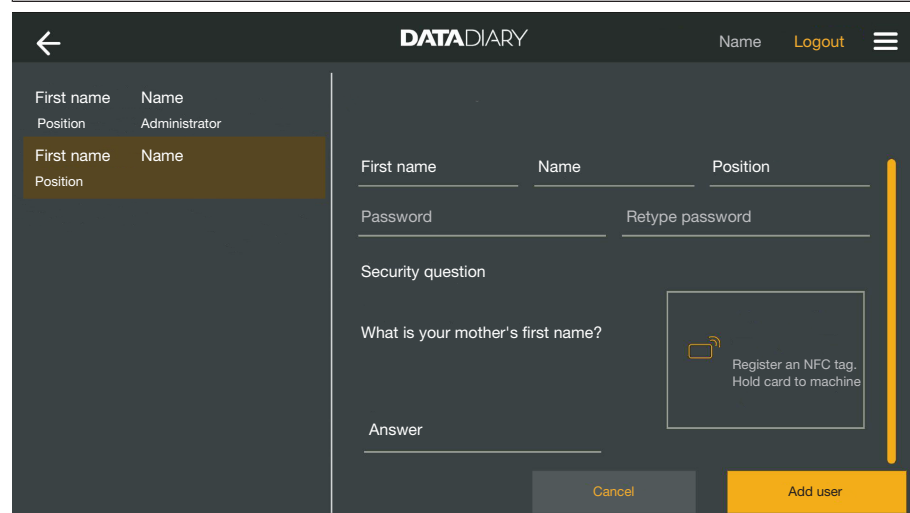 DATADIARY
Name Logout
First name Name
Position Administrator
First name Name
Position
First name Name Position
Password Retype password
Security question
What is your mother's first name?
Register an NFC tag.
Hold card to machine
Answer
Cancel Add user